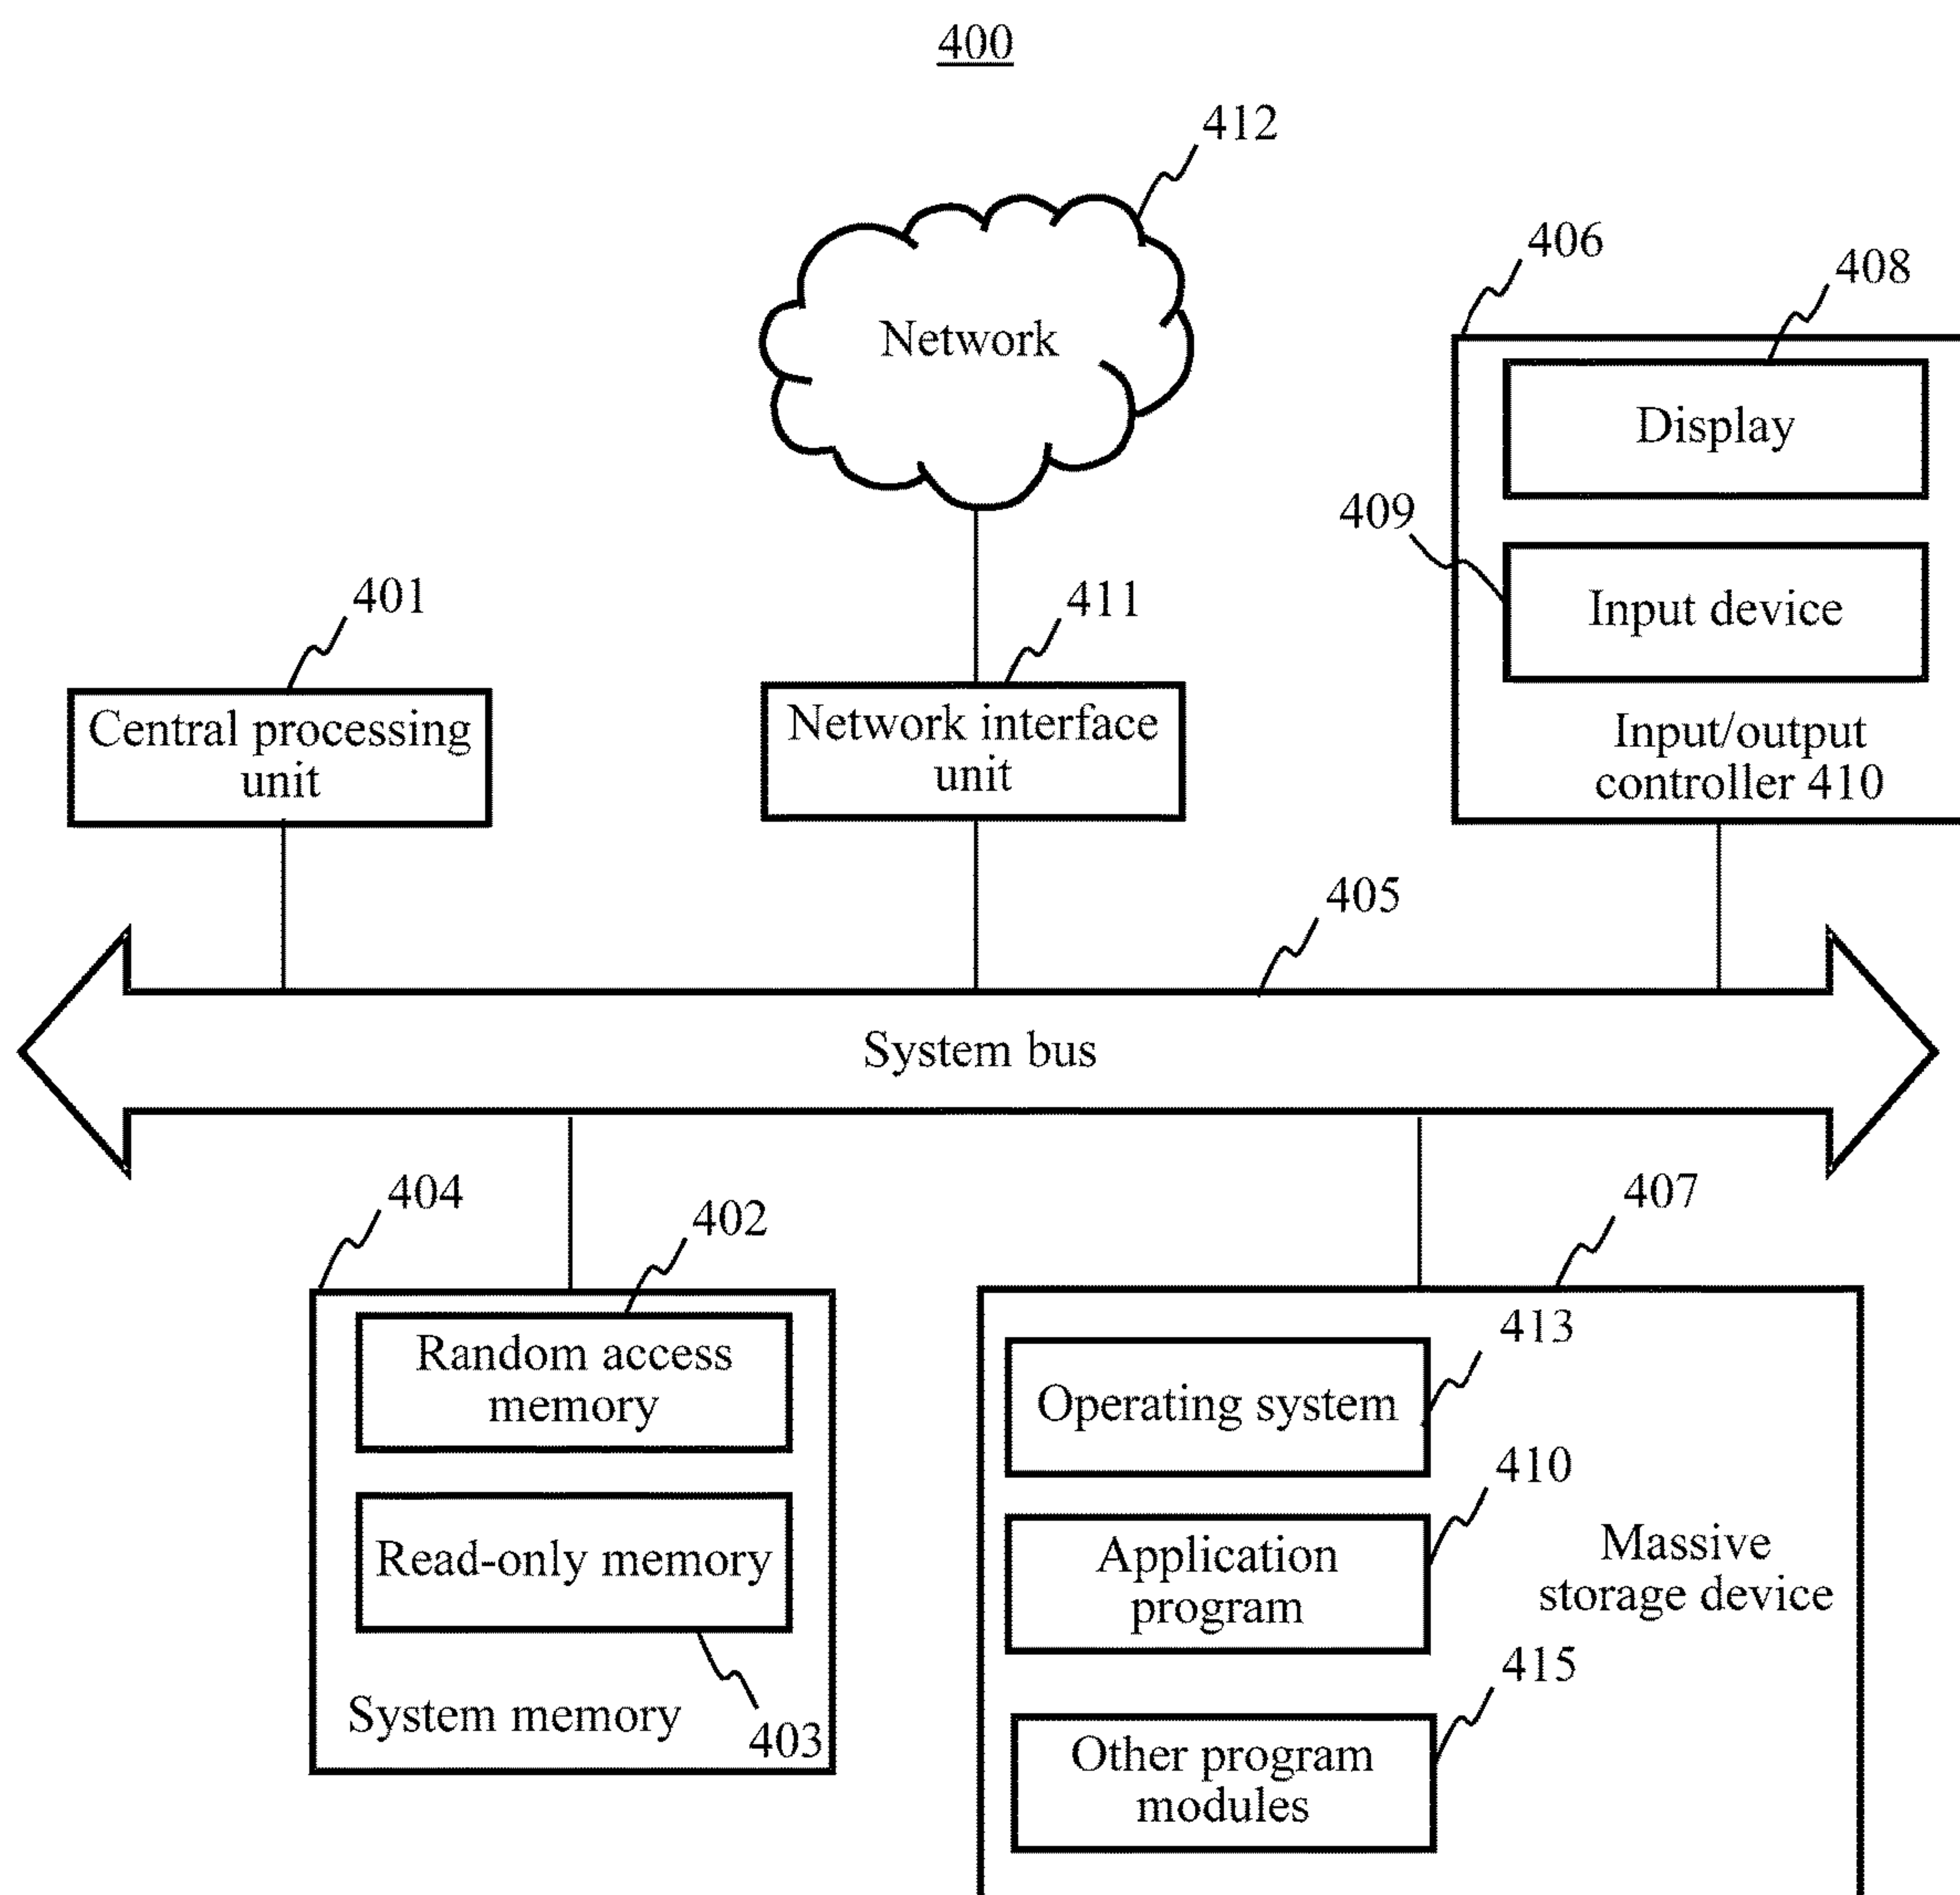 400
412
Network
406
408
Display
409
Input device
Input/output
controller 410
401
Central processing
unit
411
Network interface
unit
405
System bus
404
402
Random access
memory
Read-only memory
System memory
403
407
413
Operating system
410
Application
program
Massive
storage device
415
Other program
modules